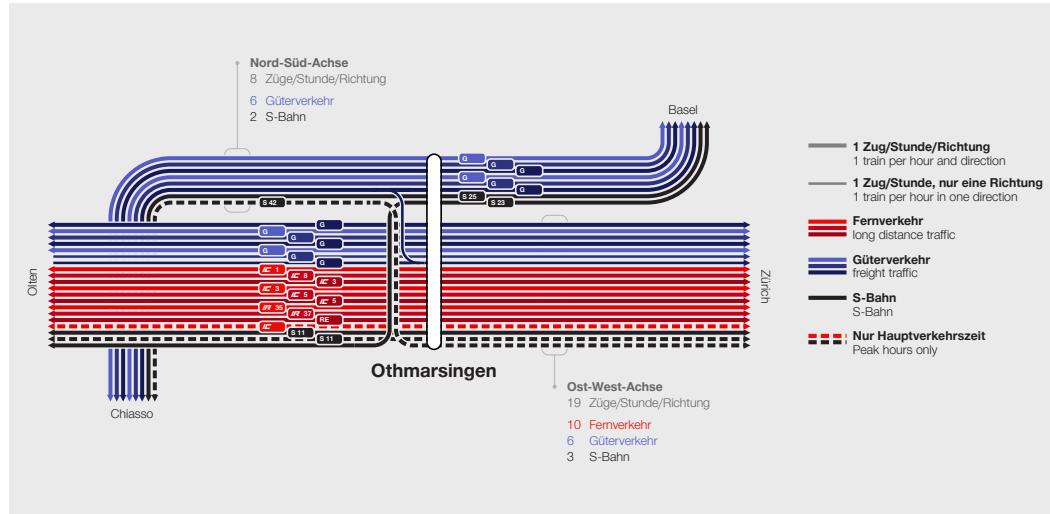 Nord-Süd-Achse
8 Züge/Stunde/Richtung
6 Güterverkehr
2 S-Bahn
Basel
G
G
G
G
G
G
S 25
S 23
S 42
G
G
G
G
G
G
G
IC 1
IC 8
IC 3
IC 3
IC 5
IC 5
IR 35
IR 37
RE
IC
S 11
S 11
Olten
Zürich
Chiasso
Othmarsingen
Ost-West-Achse
19 Züge/Stunde/Richtung
10 Fernverkehr
6 Güterverkehr
3 S-Bahn
1 Zug/Stunde/Richtung
1 train per hour and direction
1 Zug/Stunde, nur eine Richtung
1 train per hour in one direction
Fernverkehr
long distance traffic
Güterverkehr
freight traffic
S-Bahn
S-Bahn
Nur Hauptverkehrszeit
Peak hours only